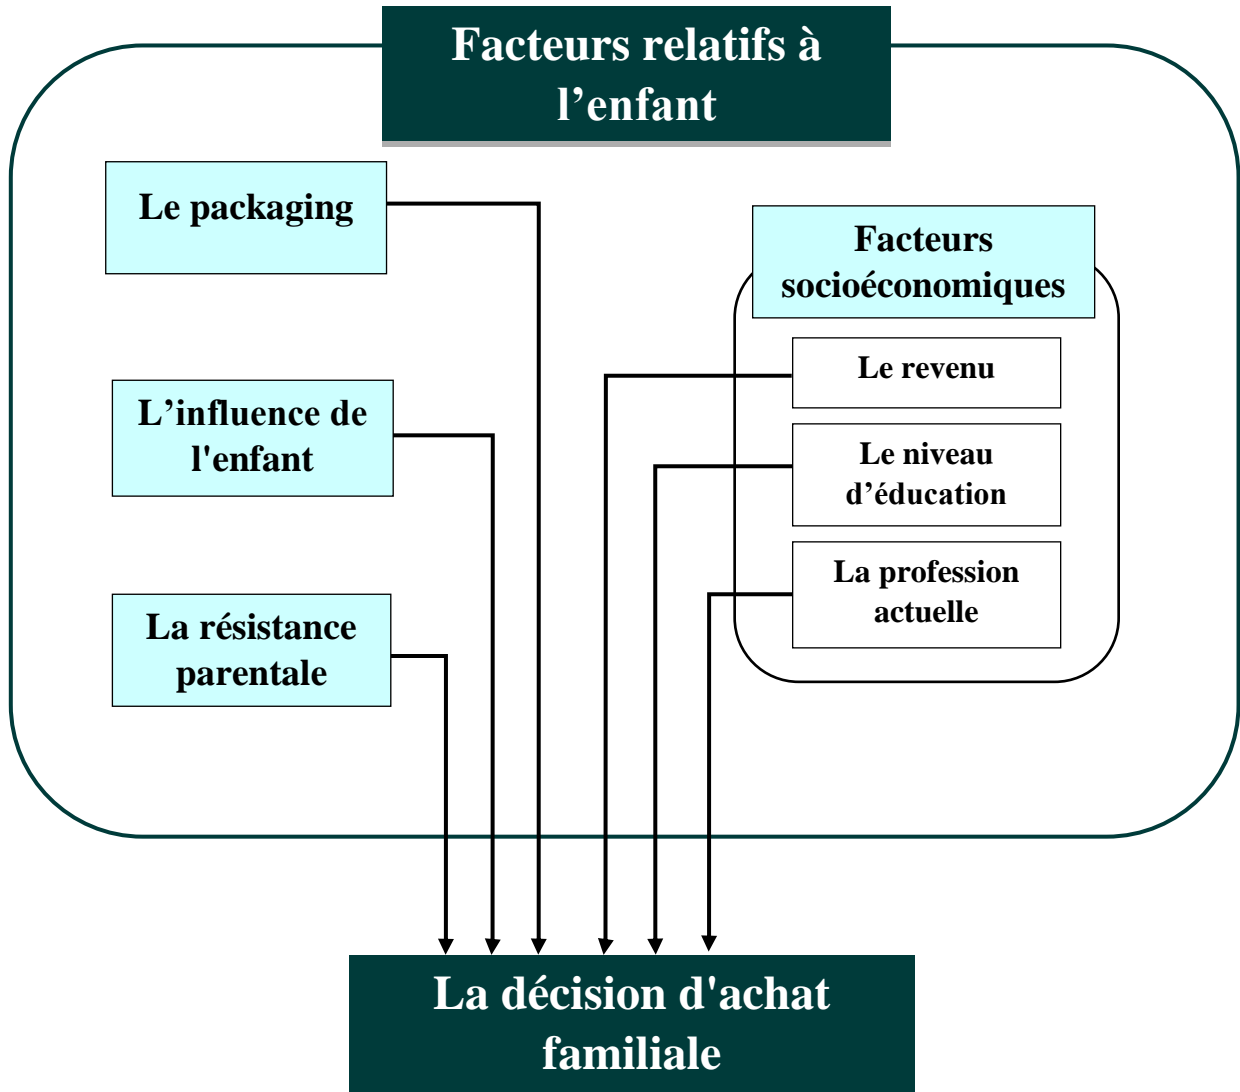 Facteurs relatifs à
l’enfant
Le packaging
L’influence de
l'enfant
La résistance
parentale
Facteurs
socioéconomiques
Le revenu
Le niveau
d’éducation
La profession
actuelle
La décision d'achat
familiale